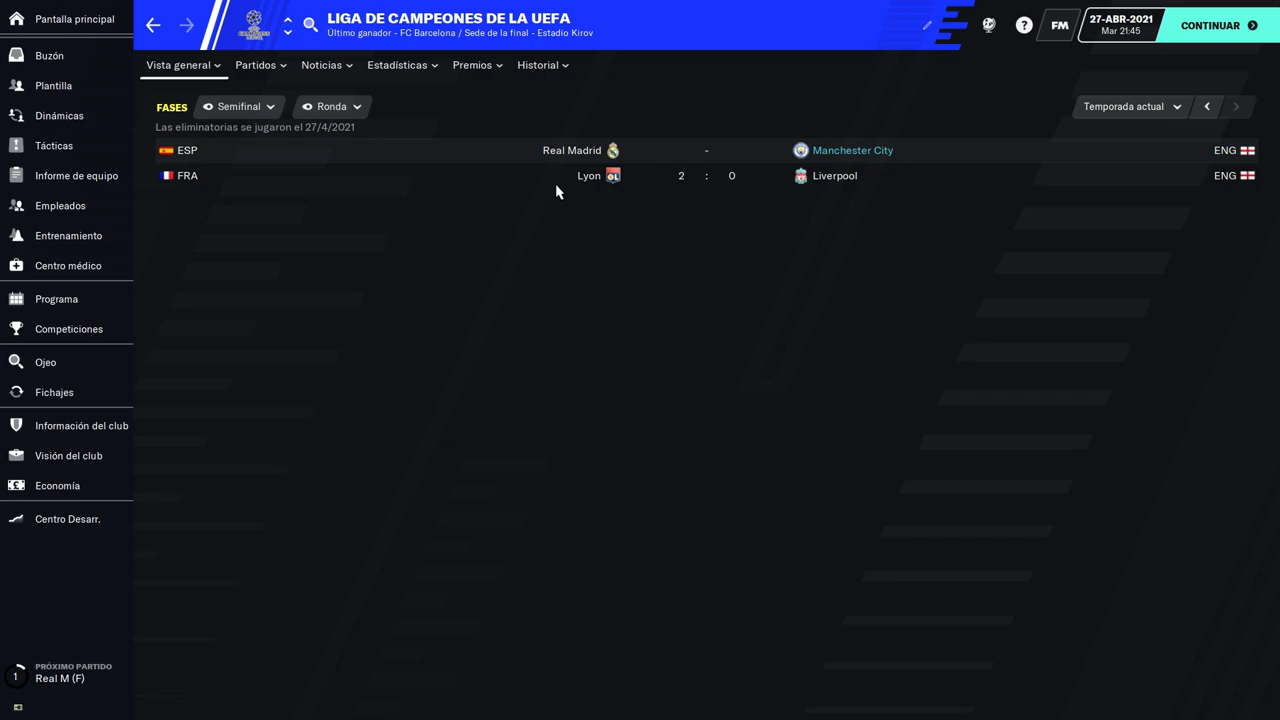 Pantalla principal
LIGA DE CAMPEONES DE LA UEFA
Último ganador - FC Barcelona / Sede de la final - Estadio Kirov
?
FM
27-ABR-2021
Mar 21:45
CONTINUAR
Buzón
Plantilla
Dinámicas
Tácticas
Informe de equipo
Empleados
Entrenamiento
Centro médico
Programa
Competiciones
Ojeo
Fichajes
Información del club
Visión del club
Economía
Centro Desarr.
1
PRÓXIMO PARTIDO
Real M (F)
Vista general Partidos Noticias Estadísticas Premios Historial
FASES Semifinal Ronda Temporada actual
Las eliminatorias se jugaron el 27/4/2021
ESP Real Madrid - Manchester City ENG
FRA Lyon 2 : 0 Liverpool ENG